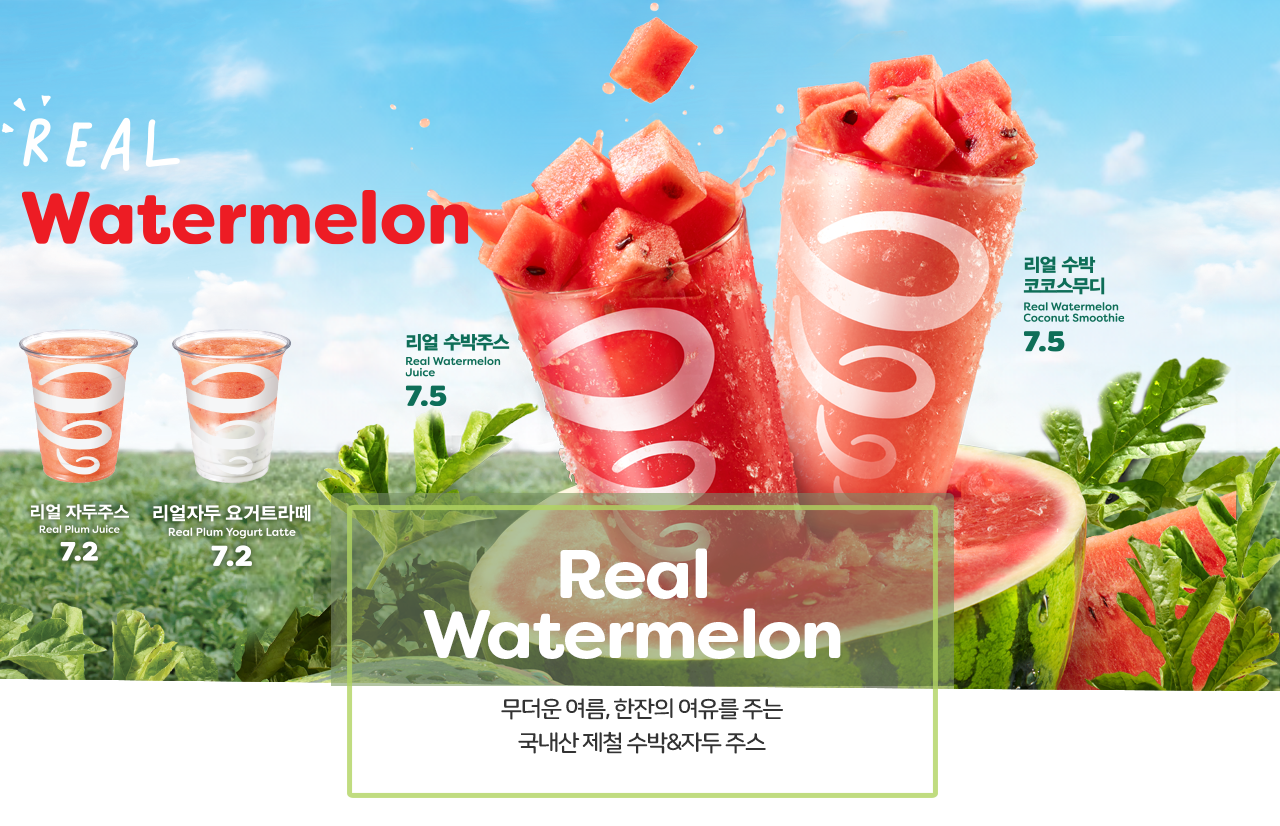 REAL
Watermelon
리얼 수박주스
Real Watermelon
Juice
7.5
리얼 수박
코코스무디
Real Watermelon
Coconut Smoothie
7.5
리얼 자두주스
Real Plum Juice
7.2
리얼자두 요거트라떼
Real Plum Yogurt Latte
7.2
Real
Watermelon
무더운 여름, 한잔의 여유를 주는
국내산 제철 수박&자두 주스